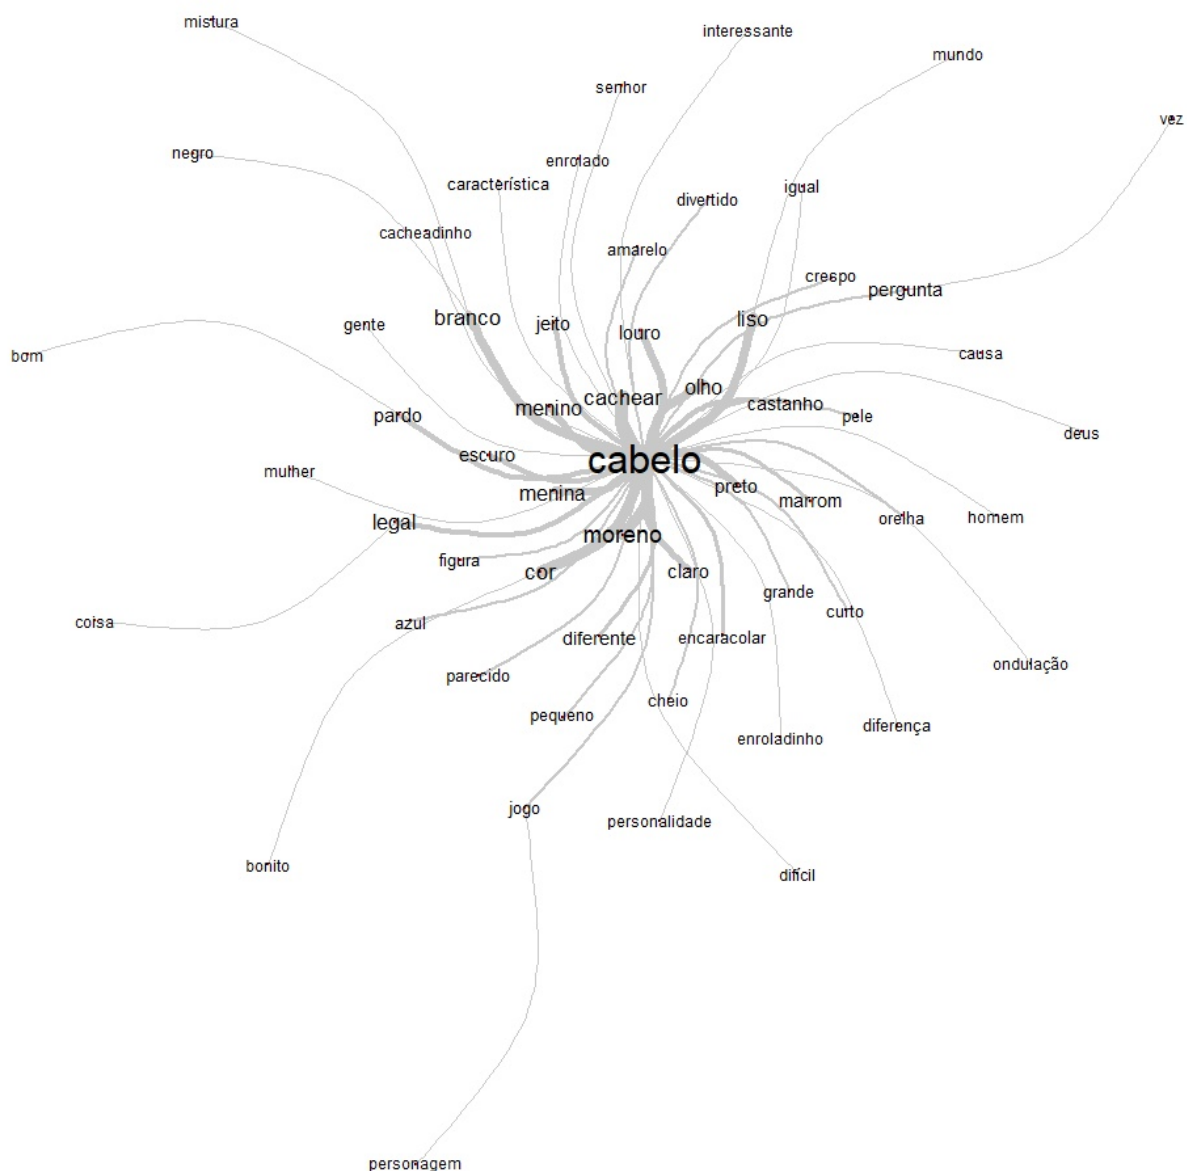 mistura
interessante
mundo
senhor
vez
negro
enrolado
característica
igual
divertido
cacheadinho
amarelo
crespo
pergunta
branco
jeito
gente
louro
liso
bom
causa
olho
cachear
castanho
menino
pardo
pele
deus
escuro
cabelo
mulher
menina
preto
marrom
legal
orelha
homem
moreno
figura
cor
claro
grande
curto
coisa
azul
diferente
encaracolar
ondulação
parecido
cheio
pequeno
diferença
enroladinho
jogo
personalidade
bonito
difícil
personagem